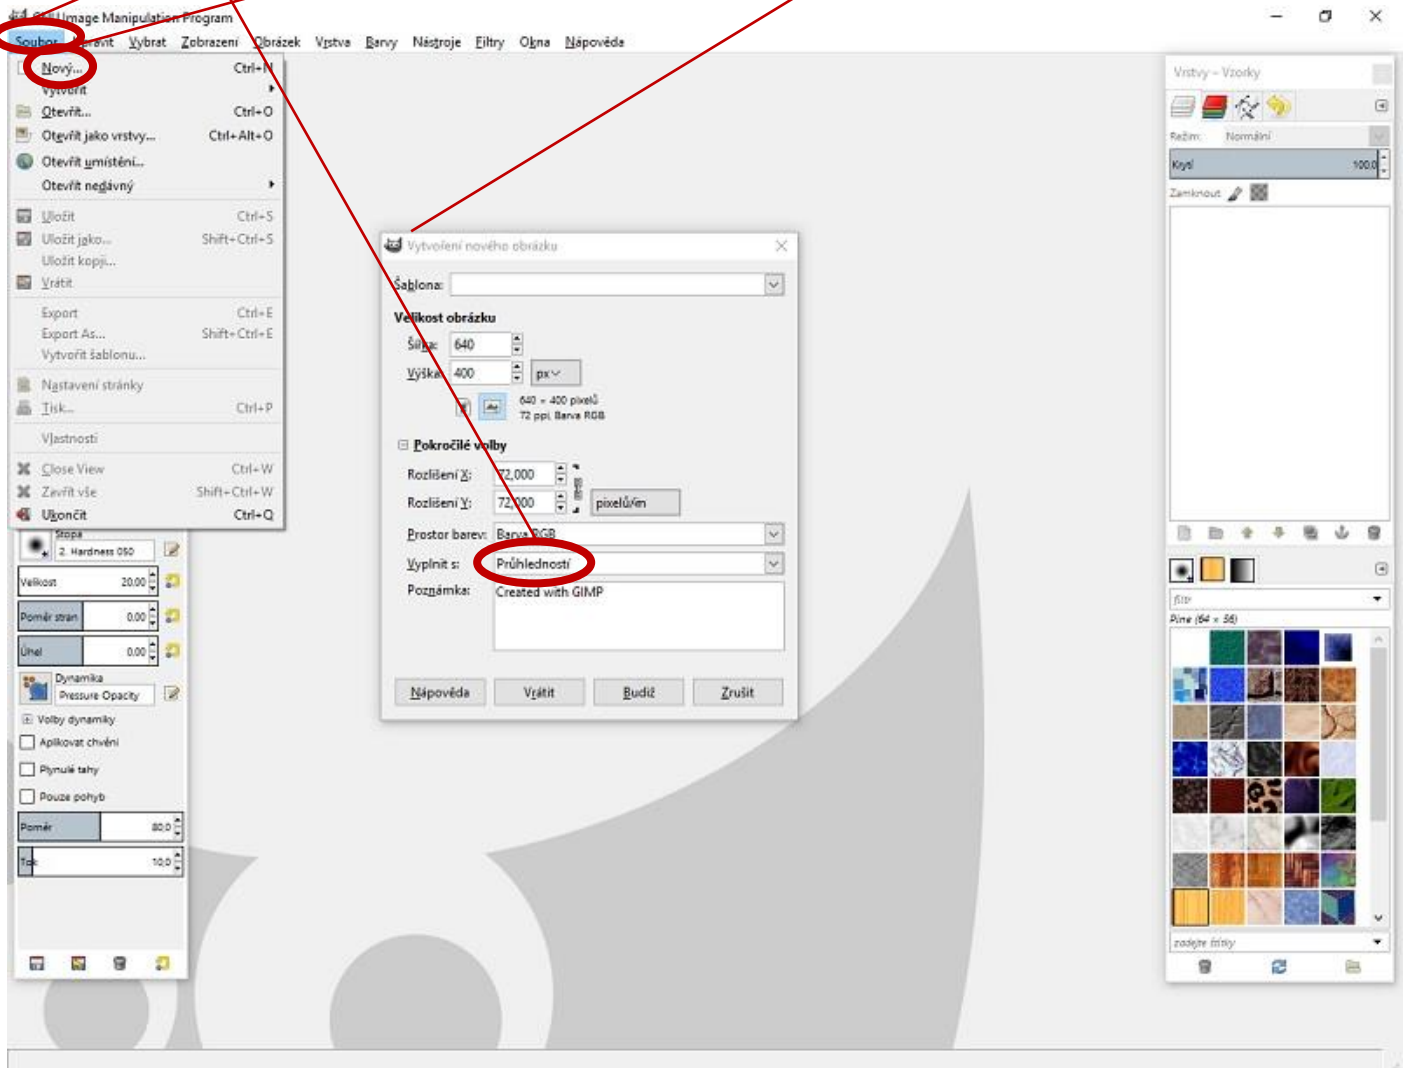 GNU Image Manipulation Program
Soubor Upravit Vybrat Zobrazení Obrázek Vrstva Barvy Nástroje Filtry Okna Nápověda
Nový... Ctrl+N
Vytvořit
Otevřít... Ctrl+O
Otevřít jako vrstvy... Ctrl+Alt+O
Otevřít umístění...
Otevřít nedávný
Uložit Ctrl+S
Uložit jako... Shift+Ctrl+S
Uložit kopii...
Vrátit
Export Ctrl+E
Export As... Shift+Ctrl+E
Vytvořit šablonu...
Nastavení stránky
Tisk... Ctrl+P
Vlastnosti
Close View Ctrl+W
Zavřít vše Shift+Ctrl+W
Ukončit Ctrl+Q
Stopa
2. Hardness 050
Velikost 20.00
Poměr stran 0.00
Úhel 0.00
Dynamika
Pressure Opacity
Volby dynamiky
Aplikovat chvění
Plynulé tahy
Pouze pohyb
Poměr 80,0
Tok 10,0
Vytvoření nového obrázku
Šablona:
Velikost obrázku
Šířka: 640
Výška: 400 px
640 × 400 pixelů
72 ppi, Barva RGB
Pokročilé volby
Rozlišení X: 72,000
Rozlišení Y: 72,000 pixelů/in
Prostor barev: Barva RGB
Vyplnit s: Průhledností
Poznámka: Created with GIMP
Nápověda Vrátit Budiž Zrušit
Vrstvy – Vzorky
Režim: Normální
Krytí 100,0
Zamknout
filtr
Pine (64 × 56)
zadejte štítky